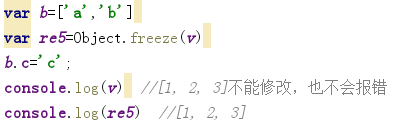 var b=['a','b']
var re5=Object.freeze(v)
b.c='c';
console.log(v)  //[1, 2, 3]不能修改，也不会报错
console.log(re5)  //[1, 2, 3]